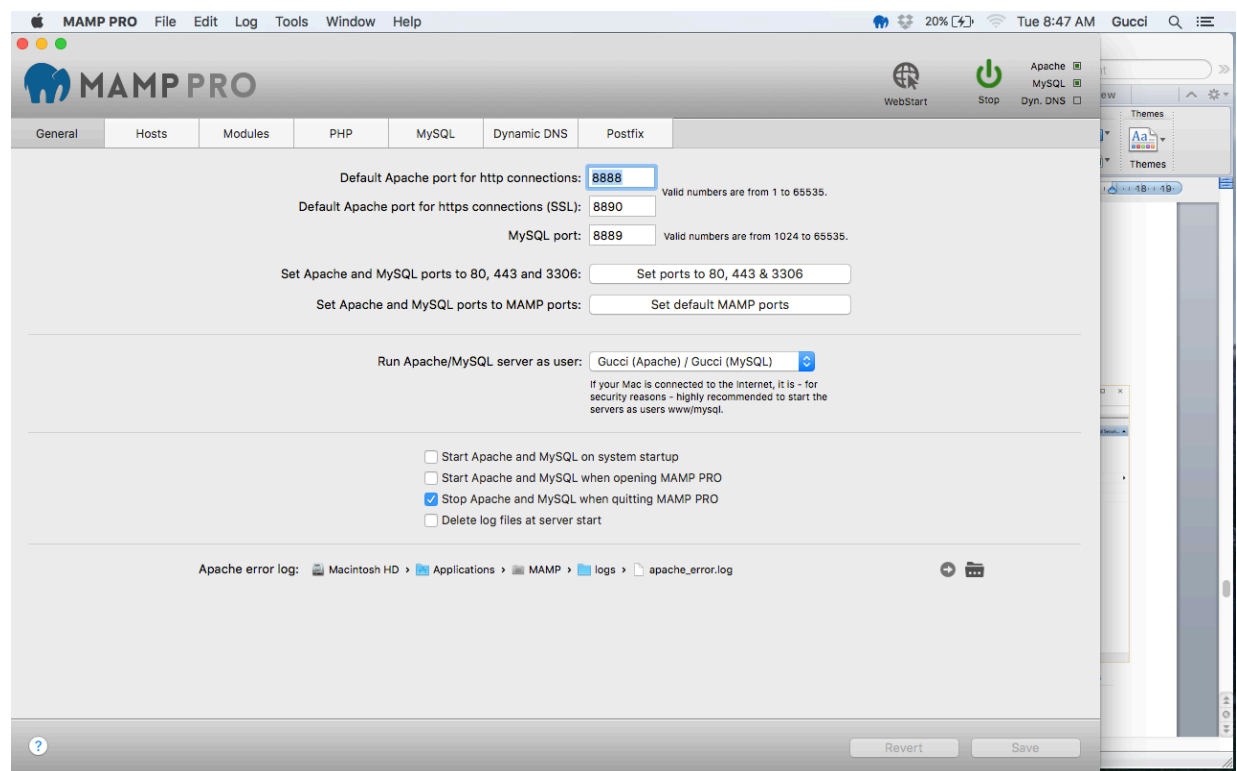 MAMP PRO File Edit Log Tools Window Help 20% Tue 8:47 AM Gucci
MAMP PRO
WebStart
Stop
Apache
MySQL
Dyn. DNS
General Hosts Modules PHP MySQL Dynamic DNS Postfix
Default Apache port for http connections: 8888
Valid numbers are from 1 to 65535.
Default Apache port for https connections (SSL): 8890
MySQL port: 8889 Valid numbers are from 1024 to 65535.
Set Apache and MySQL ports to 80, 443 and 3306: Set ports to 80, 443 & 3306
Set Apache and MySQL ports to MAMP ports: Set default MAMP ports
Run Apache/MySQL server as user: Gucci (Apache) / Gucci (MySQL)
If your Mac is connected to the Internet, it is - for
security reasons - highly recommended to start the
servers as users www/mysql.
Start Apache and MySQL on system startup
Start Apache and MySQL when opening MAMP PRO
Stop Apache and MySQL when quitting MAMP PRO
Delete log files at server start
Apache error log: Macintosh HD › Applications › MAMP › logs › apache_error.log
? Revert Save
Themes
Aa
Themes
18 19